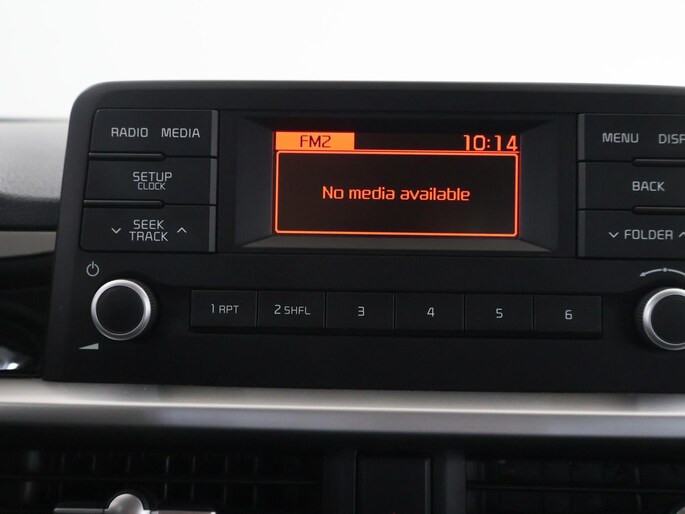 RADIO MEDIA
SETUP
CLOCK
SEEK
TRACK
FM2 10:14
No media available
MENU DISP
BACK
FOLDER
1 RPT
2 SHFL
3
4
5
6